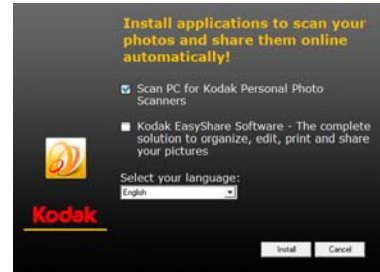 Install applications to scan your
photos and share them online
automatically!
Scan PC for Kodak Personal Photo
Scanners
Kodak EasyShare Software - The complete
solution to organize, edit, print and share
your pictures
Select your language:
English
Kodak
Install Cancel